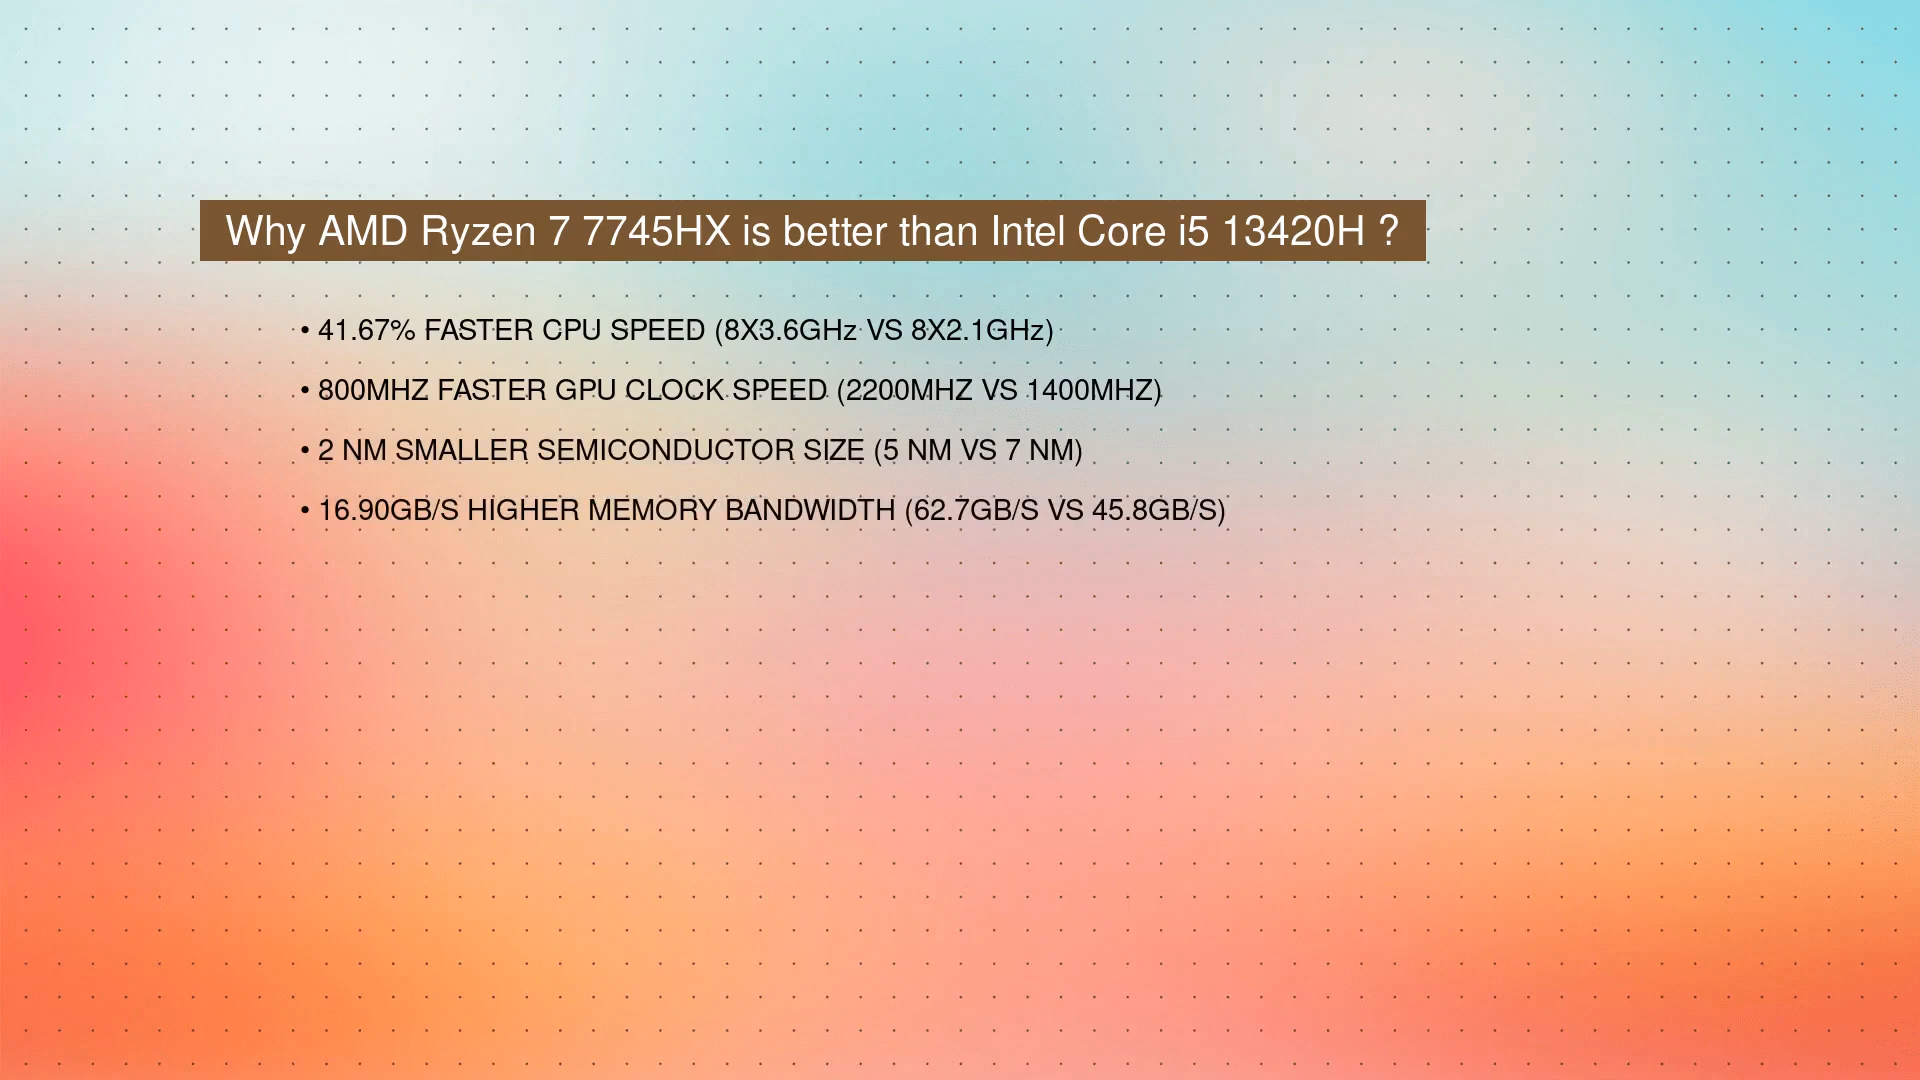 Why AMD Ryzen 7 7745HX is better than Intel Core i5 13420H ?
• 41.67% FASTER CPU SPEED (8X3.6GHz VS 8X2.1GHz)
• 800MHZ FASTER GPU CLOCK SPEED (2200MHZ VS 1400MHZ)
• 2 NM SMALLER SEMICONDUCTOR SIZE (5 NM VS 7 NM)
• 16.90GB/S HIGHER MEMORY BANDWIDTH (62.7GB/S VS 45.8GB/S)